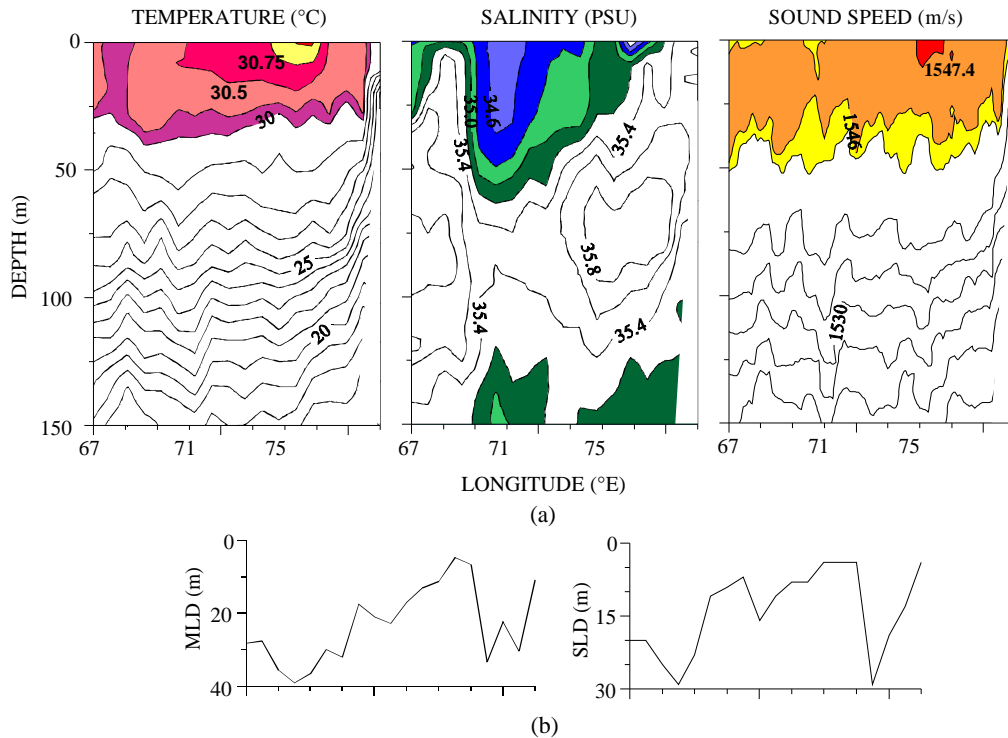 TEMPERATURE (°C) SALINITY (PSU) SOUND SPEED (m/s)
DEPTH (m)
0
50
100
150
30.75
30.5
30
25
20
67 71 75
34.6
35.0
35.4
35.4
35.8
35.4
35.4
67 71 75
1547.4
1546
1530
67 71 75
LONGITUDE (°E)
(a)
MLD (m)
0
20
40
SLD (m)
0
15
30
(b)